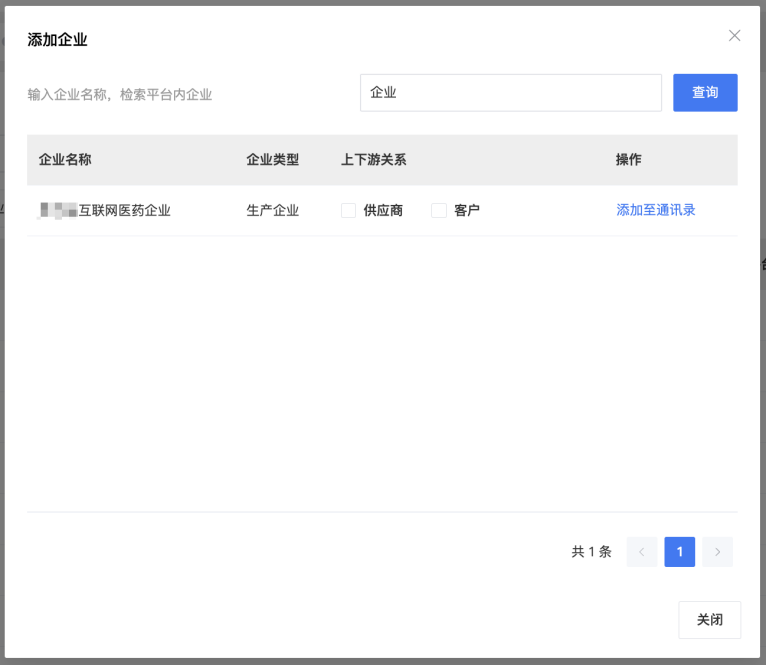 添加企业
输入企业名称，检索平台内企业 企业 查询
企业名称 企业类型 上下游关系 操作
互联网医药企业 生产企业 供应商 客户 添加至通讯录
共 1 条 < 1 >
关闭